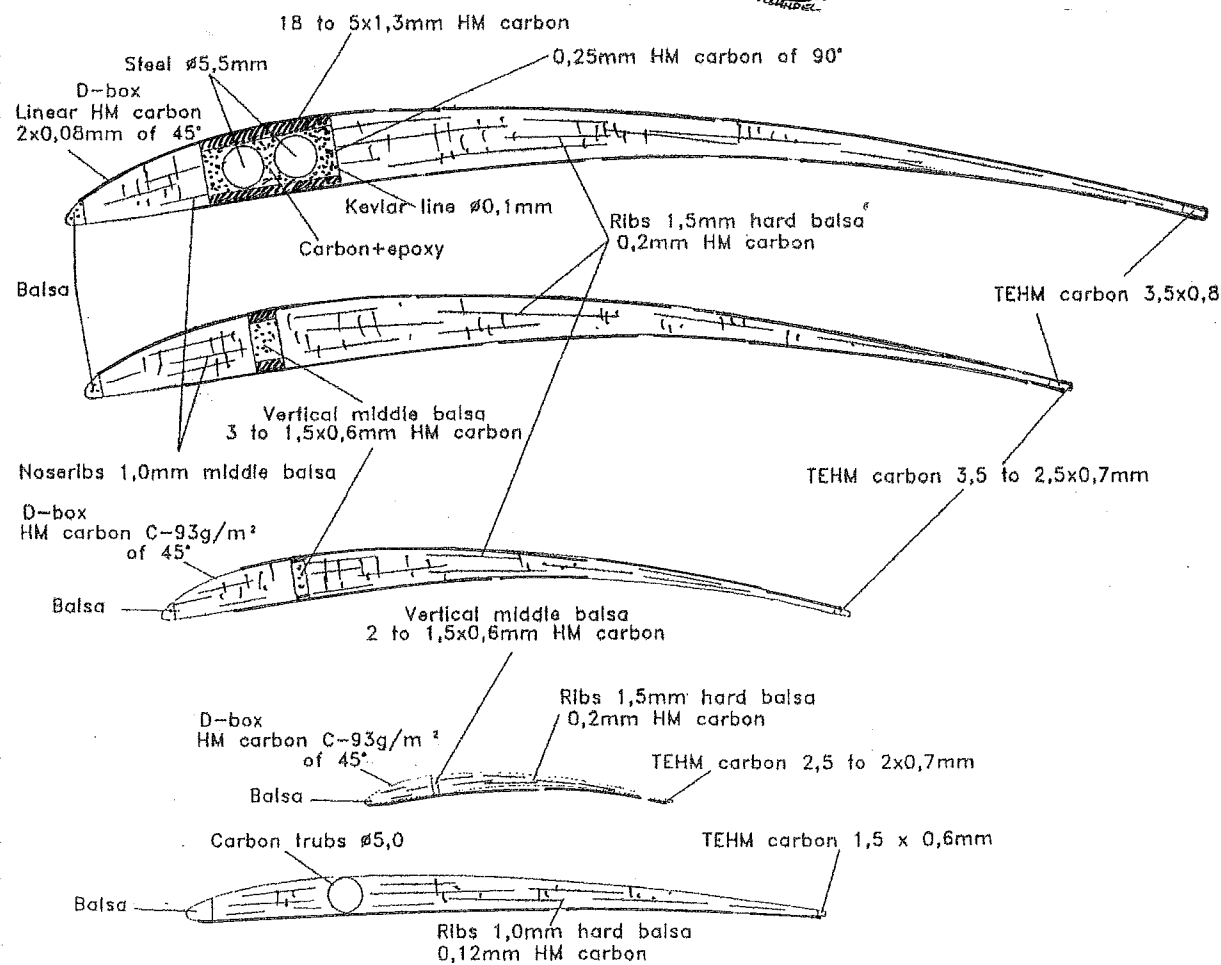 18 to 5x1,3mm HM carbon
Steel ø5,5mm
0,25mm HM carbon of 90°
D-box
Linear HM carbon
2x0,08mm of 45°
Kevlar line ø0,1mm
Carbon+epoxy
Ribs 1,5mm hard balsa
0,2mm HM carbon
Balsa
TEHM carbon 3,5x0,8
Vertical middle balsa
3 to 1,5x0,6mm HM carbon
Noseribs 1,0mm middle balsa
TEHM carbon 3,5 to 2,5x0,7mm
D-box
HM carbon C-93g/m²
of 45°
Balsa
Vertical middle balsa
2 to 1,5x0,6mm HM carbon
Ribs 1,5mm hard balsa
0,2mm HM carbon
D-box
HM carbon C-93g/m²
of 45°
TEHM carbon 2,5 to 2x0,7mm
Balsa
Carbon trubs ø5,0
TEHM carbon 1,5 x 0,6mm
Balsa
Ribs 1,0mm hard balsa
0,12mm HM carbon